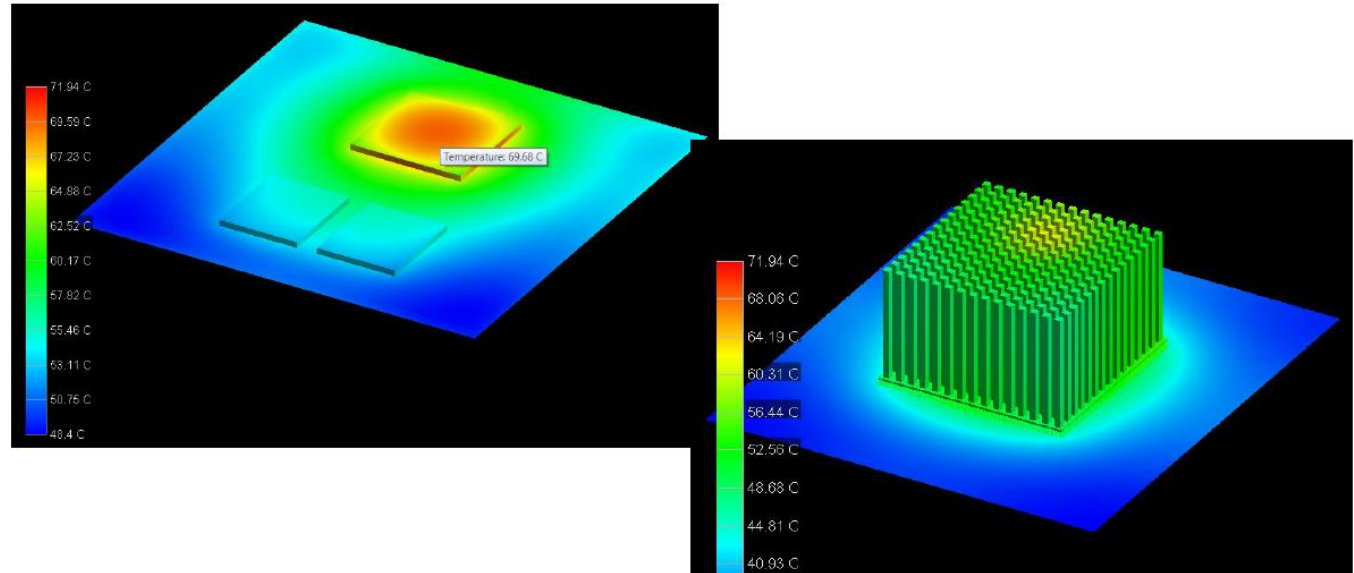 71.94 C
69.59 C
67.23 C
64.88 C
62.52 C
60.17 C
57.82 C
55.46 C
53.11 C
50.75 C
48.4 C
Temperature: 69.68 C
71.94 C
68.06 C
64.19 C
60.31 C
56.44 C
52.56 C
48.68 C
44.81 C
40.93 C